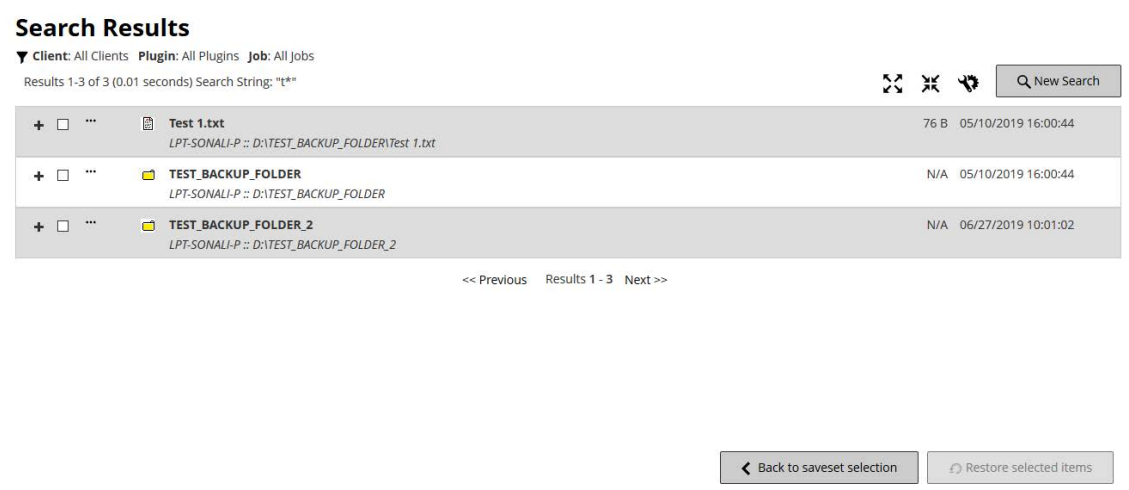 Search Results
Client: All Clients Plugin: All Plugins Job: All Jobs
Results 1-3 of 3 (0.01 seconds) Search String: "t*"
New Search
Test 1.txt 76 B 05/10/2019 16:00:44
LPT-SONALI-P :: D:\TEST_BACKUP_FOLDER\Test 1.txt
TEST_BACKUP_FOLDER N/A 05/10/2019 16:00:44
LPT-SONALI-P :: D:\TEST_BACKUP_FOLDER
TEST_BACKUP_FOLDER_2 N/A 06/27/2019 10:01:02
LPT-SONALI-P :: D:\TEST_BACKUP_FOLDER_2
<< Previous Results 1 - 3 Next >>
Back to saveset selection Restore selected items